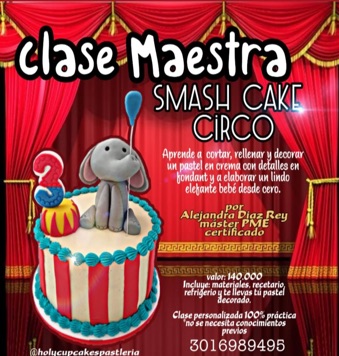 Clase Maestra
SMASH CAKE
CIRCO
Aprende a cortar, rellenar y decorar
un pastel en crema con detalles en
fondant y a elaborar un lindo
elefante bebé desde cero.
por
Alejandra Diaz Rey
master PME
certificado
3
valor: 140.000
Incluye: materiales, recetario,
refrigerio y te llevas tú pastel
decorado.
Clase personalizada 100% práctica
"no se necesita conocimientos
previos
3016989495
@holycupcakespastleria